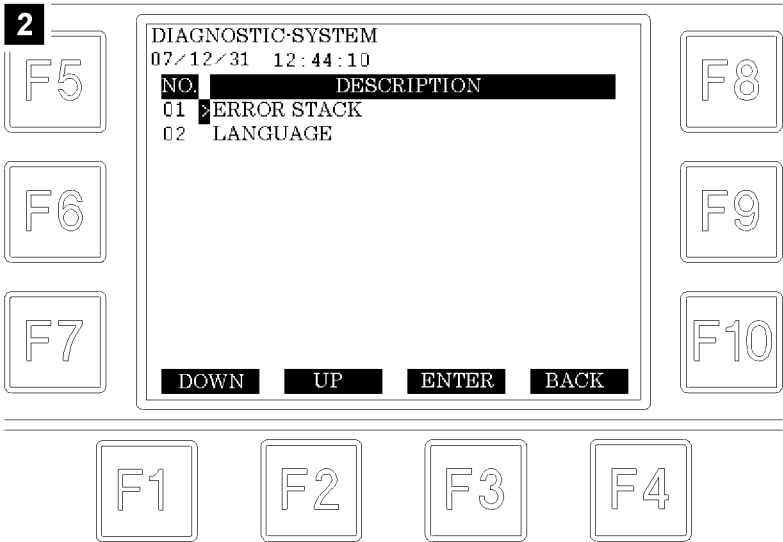 2
F5
F8
DIAGNOSTIC-SYSTEM
07/12/31 12:44:10
NO. DESCRIPTION
01 >ERROR STACK
02 LANGUAGE
F6
F9
F7
F10
DOWN UP ENTER BACK
F1 F2 F3 F4